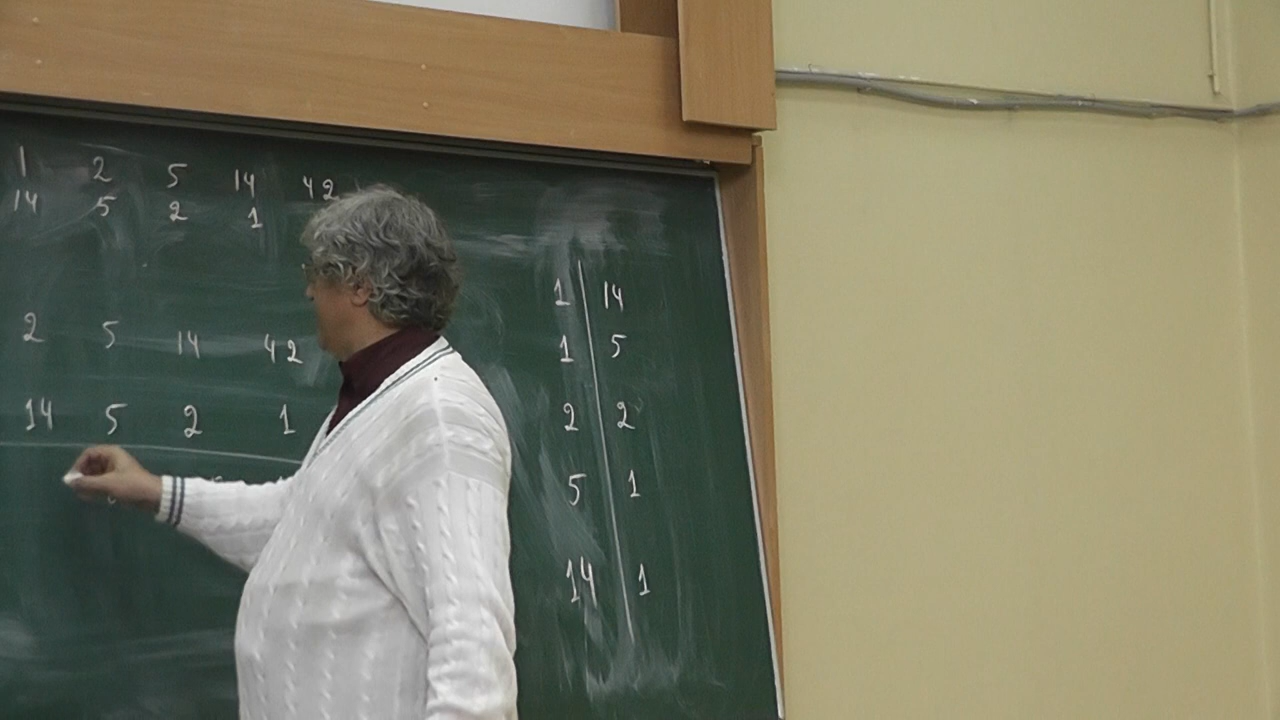 1 2 5 14 42
14 5 2 1
2 5 14 42
14 5 2 1
1 14
1 5
2 2
5 1
14 1